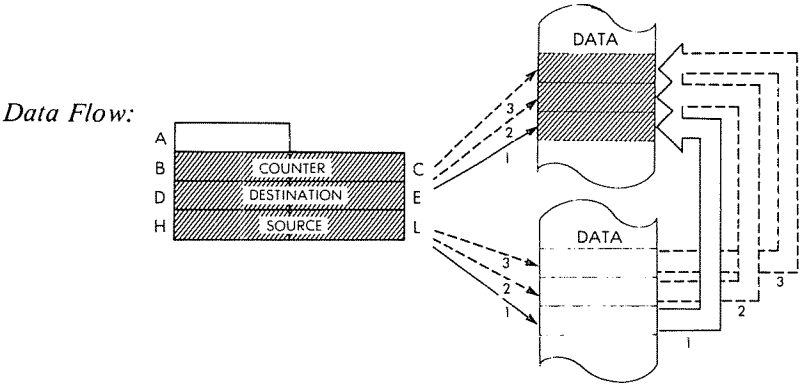 DATA
Data Flow:
A
B COUNTER C
D DESTINATION E
H SOURCE L
3
2
1
DATA
3
2
1
3
2
1